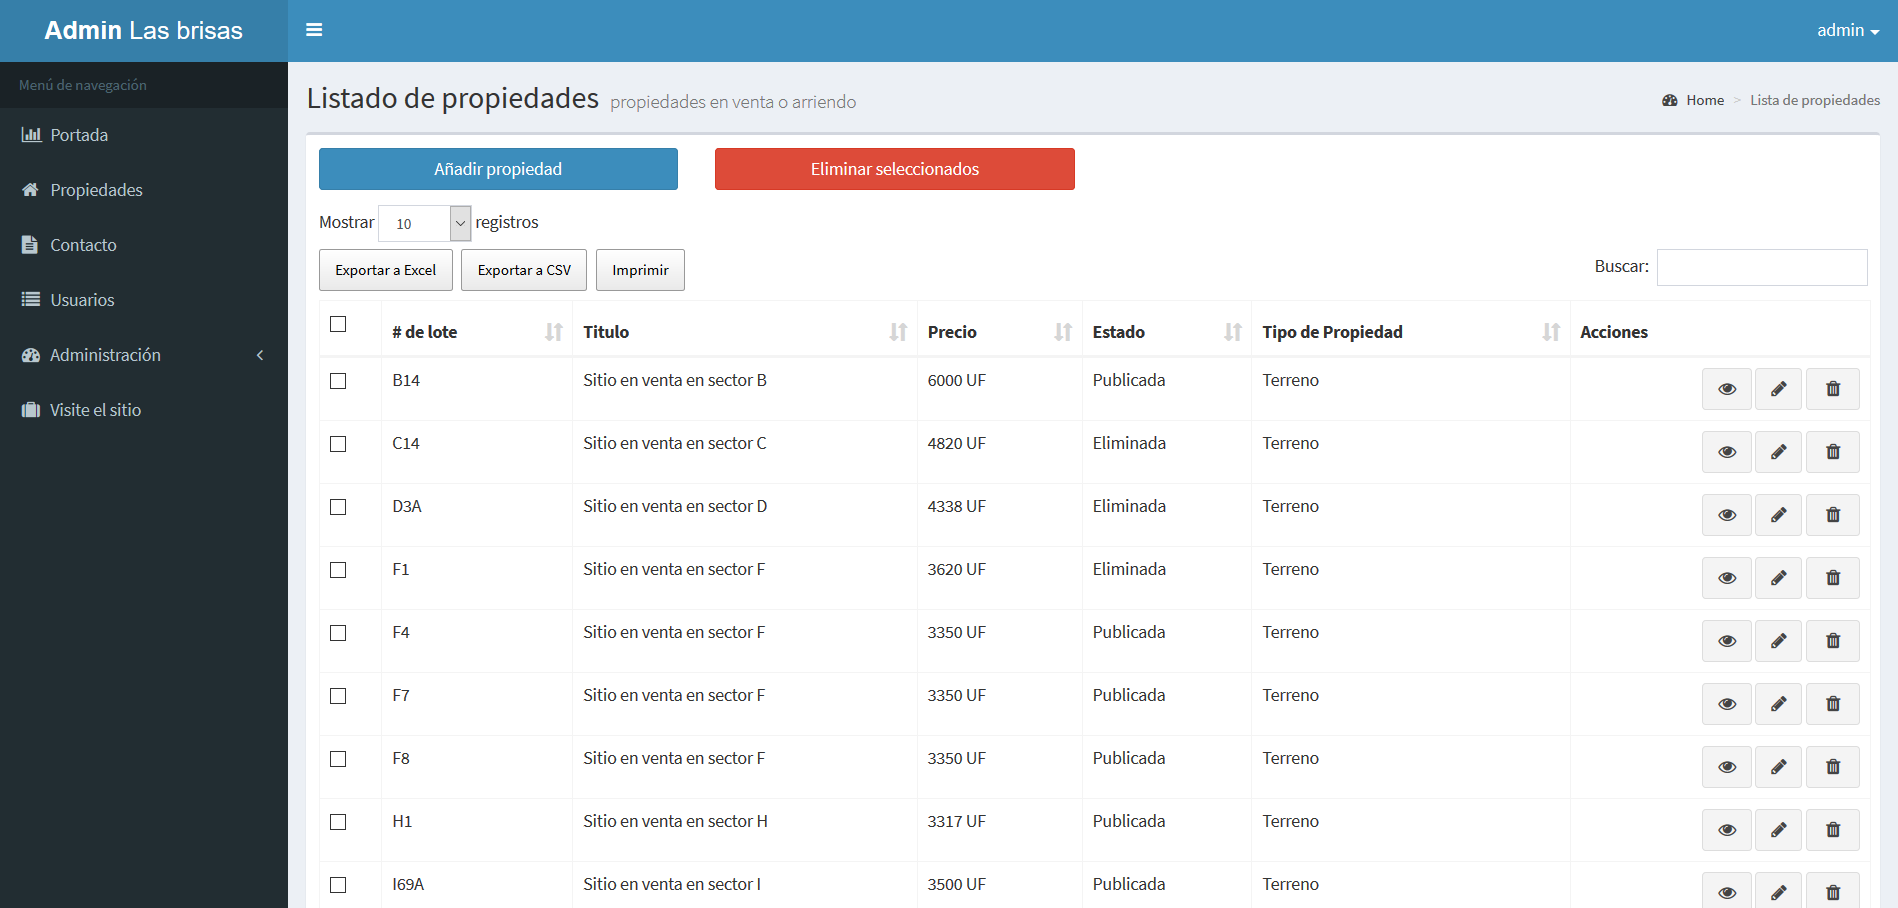 Admin Las brisas
admin
Menú de navegación
Portada
Propiedades
Contacto
Usuarios
Administración
Visite el sitio
Listado de propiedades propiedades en venta o arriendo
Home > Lista de propiedades
Añadir propiedad Eliminar seleccionados
Mostrar 10 registros
Exportar a Excel Exportar a CSV Imprimir Buscar:
# de lote Titulo Precio Estado Tipo de Propiedad Acciones
B14 Sitio en venta en sector B 6000 UF Publicada Terreno
C14 Sitio en venta en sector C 4820 UF Eliminada Terreno
D3A Sitio en venta en sector D 4338 UF Eliminada Terreno
F1 Sitio en venta en sector F 3620 UF Eliminada Terreno
F4 Sitio en venta en sector F 3350 UF Publicada Terreno
F7 Sitio en venta en sector F 3350 UF Publicada Terreno
F8 Sitio en venta en sector F 3350 UF Publicada Terreno
H1 Sitio en venta en sector H 3317 UF Publicada Terreno
I69A Sitio en venta en sector I 3500 UF Publicada Terreno